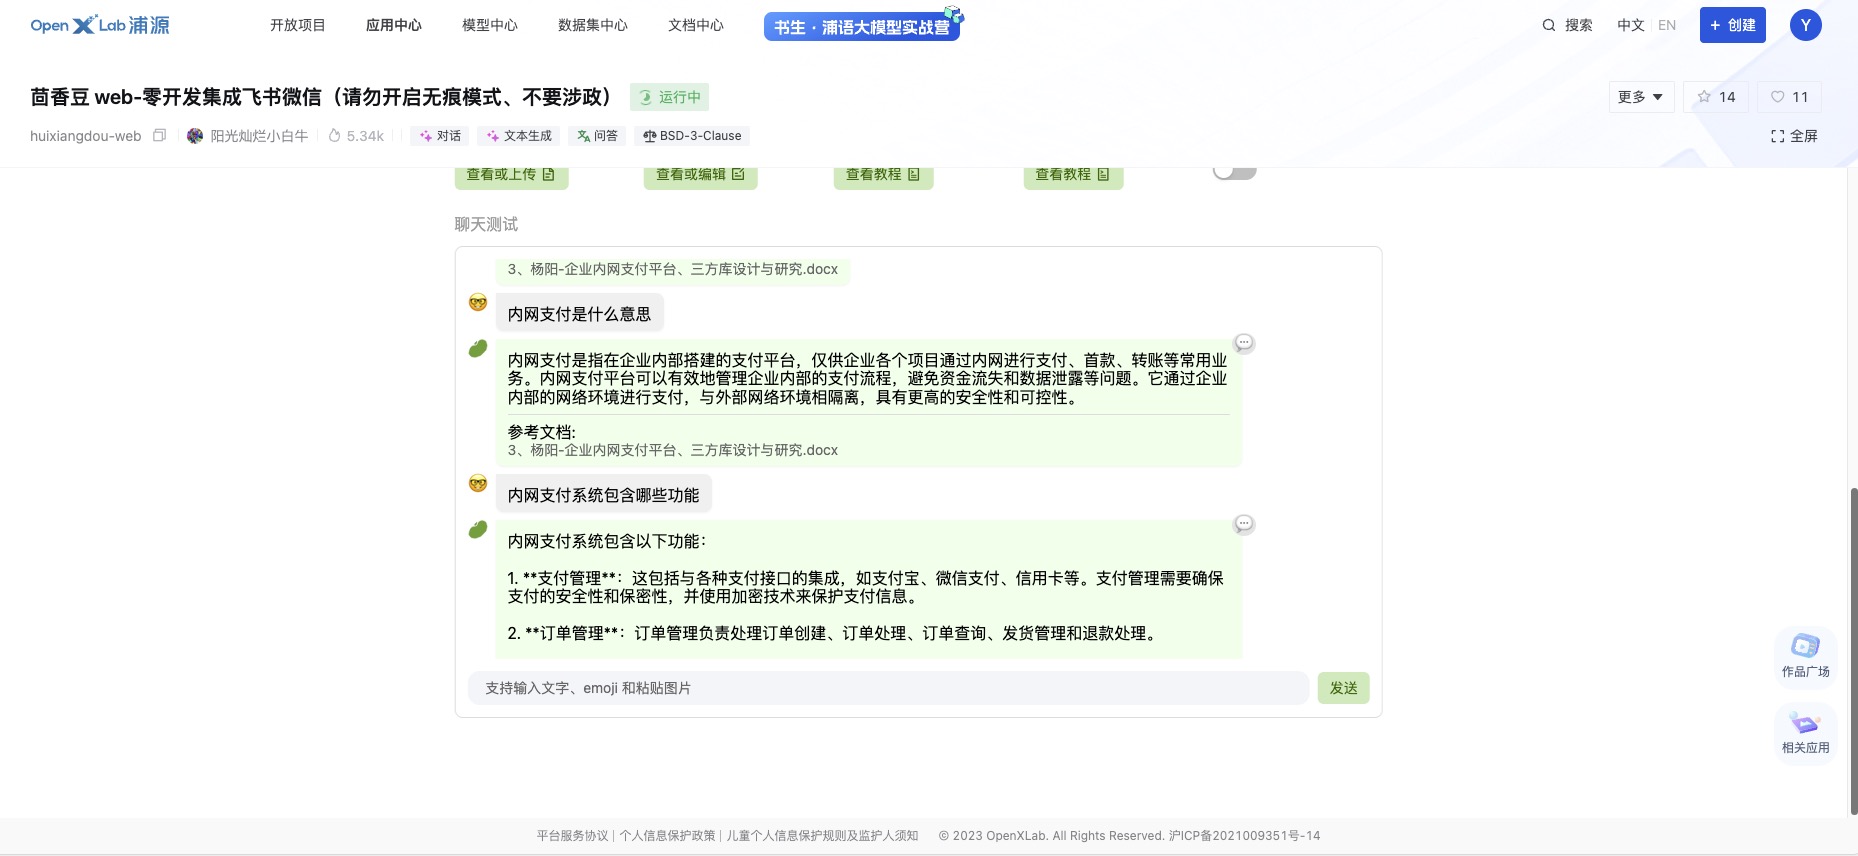 OpenXLab浦源
开放项目
应用中心
模型中心
数据集中心
文档中心
书生·浦语大模型实战营
搜索
中文 | EN
+ 创建
Y
茴香豆 web-零开发集成飞书微信（请勿开启无痕模式、不要涉政）
运行中
更多
14
11
huixiangdou-web
阳光灿烂小白牛
5.34k
对话
文本生成
问答
BSD-3-Clause
全屏
查看或上传
查看或编辑
查看教程
查看教程
聊天测试
3、杨阳-企业内网支付平台、三方库设计与研究.docx
内网支付是什么意思
内网支付是指在企业内部搭建的支付平台，仅供企业各个项目通过内网进行支付、首款、转账等常用业
务。内网支付平台可以有效地管理企业内部的支付流程，避免资金流失和数据泄露等问题。它通过企业
内部的网络环境进行支付，与外部网络环境相隔离，具有更高的安全性和可控性。
参考文档:
3、杨阳-企业内网支付平台、三方库设计与研究.docx
内网支付系统包含哪些功能
内网支付系统包含以下功能：
1. **支付管理**：这包括与各种支付接口的集成，如支付宝、微信支付、信用卡等。支付管理需要确保
支付的安全性和保密性，并使用加密技术来保护支付信息。
2. **订单管理**：订单管理负责处理订单创建、订单处理、订单查询、发货管理和退款处理。
支持输入文字、emoji 和粘贴图片
发送
作品广场
相关应用
平台服务协议 | 个人信息保护政策 | 儿童个人信息保护规则及监护人须知 © 2023 OpenXLab. All Rights Reserved. 沪ICP备2021009351号-14